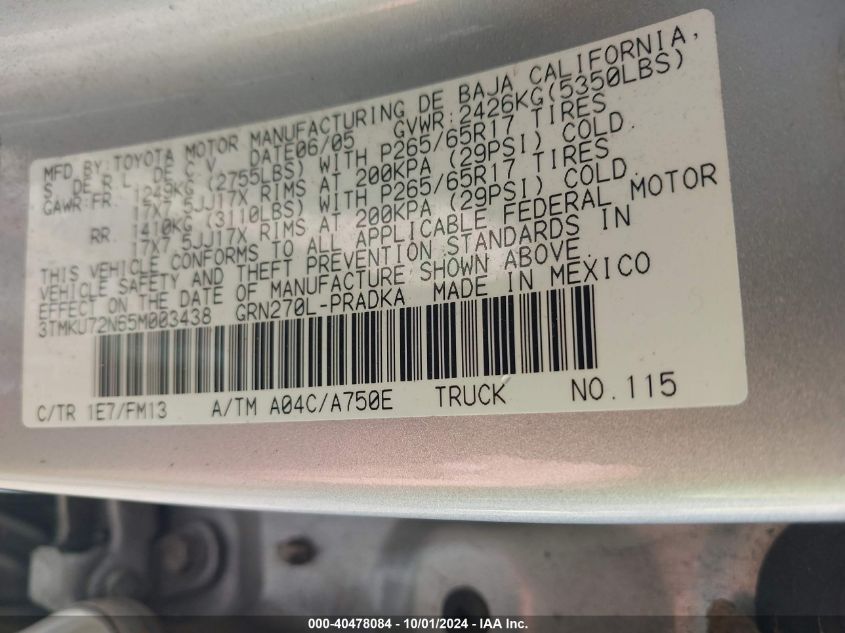 MFD BY:TOYOTA MOTOR MANUFACTURING DE BAJA CALIFORNIA,
S. DE R.L. DE C.V. DATE06/05 GVWR:2426KG(5350LBS)
GAWR:FR. 1249KG (2755LBS) WITH P265/65R17 TIRES
17X7.5JJ17X RIMS AT 200KPA (29PSI) COLD.
RR. 1410KG (3110LBS) WITH P265/65R17 TIRES
17X7.5JJ17X RIMS AT 200KPA (29PSI) COLD.
THIS VEHICLE CONFORMS TO ALL APPLICABLE FEDERAL MOTOR
VEHICLE SAFETY AND THEFT PREVENTION STANDARDS IN
EFFECT ON THE DATE OF MANUFACTURE SHOWN ABOVE.
3TMKU72N65M003438 GRN270L-PRADKA MADE IN MEXICO
C/TR 1E7/FM13 A/TM A04C/A750E TRUCK NO.115
000-40478084 - 10/01/2024 - IAA Inc.